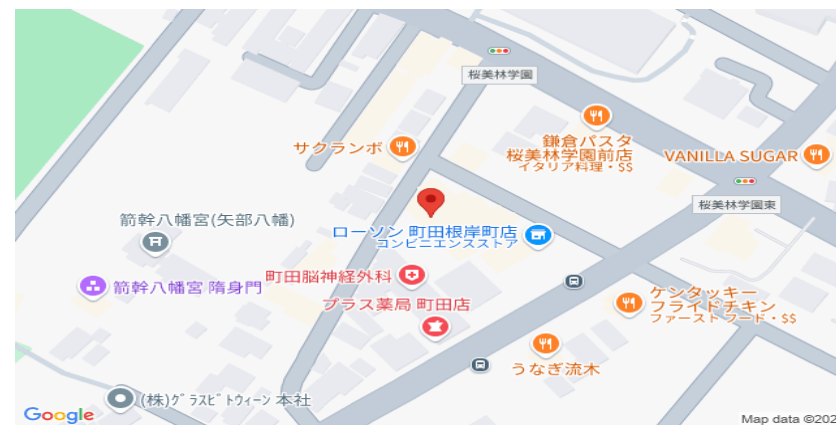 桜美林学園
鎌倉パスタ
桜美林学園前店
イタリア料理・$$
サクランボ
VANILLA SUGAR
桜美林学園東
箭幹八幡宮(矢部八幡)
ローソン 町田根岸町店
コンビニエンスストア
町田脳神経外科
箭幹八幡宮 隋身門
プラス薬局 町田店
ケンタッキー
フライドチキン
ファースト フード・$$
うなぎ流木
(株)グラスビトウィーン 本社
Google
Map data ©202